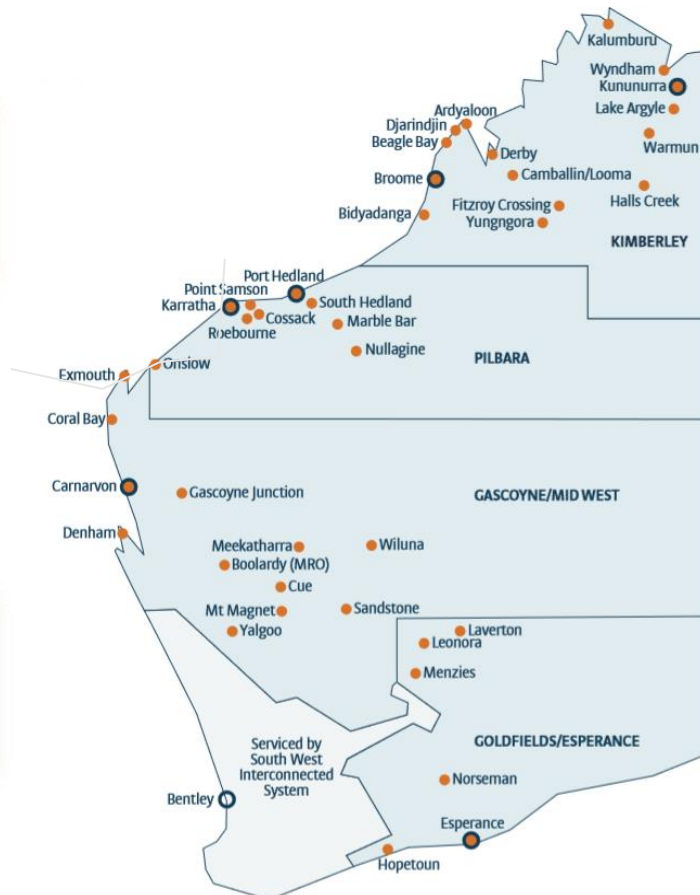 Kalumburu
Wyndham
Kununurra
Ardyaloon
Lake Argyle
Djarindjin
Beagle Bay
Warmun
Derby
Broome
Camballin/Looma
Halls Creek
Bidyadanga
Fitzroy Crossing
Yungngora
KIMBERLEY
Port Hedland
Point Samson
Karratha
South Hedland
Cossack
Marble Bar
Roebourne
Nullagine
PILBARA
Onslow
Exmouth
Coral Bay
Carnarvon
Gascoyne Junction
GASCOYNE/MID WEST
Denham
Meekatharra
Wiluna
Boolardy (MRO)
Cue
Mt Magnet
Sandstone
Yalgoo
Laverton
Leonora
Menzies
Serviced by
South West
Interconnected
System
GOLDFIELDS/ESPERANCE
Norseman
Bentley
Esperance
Hopetoun